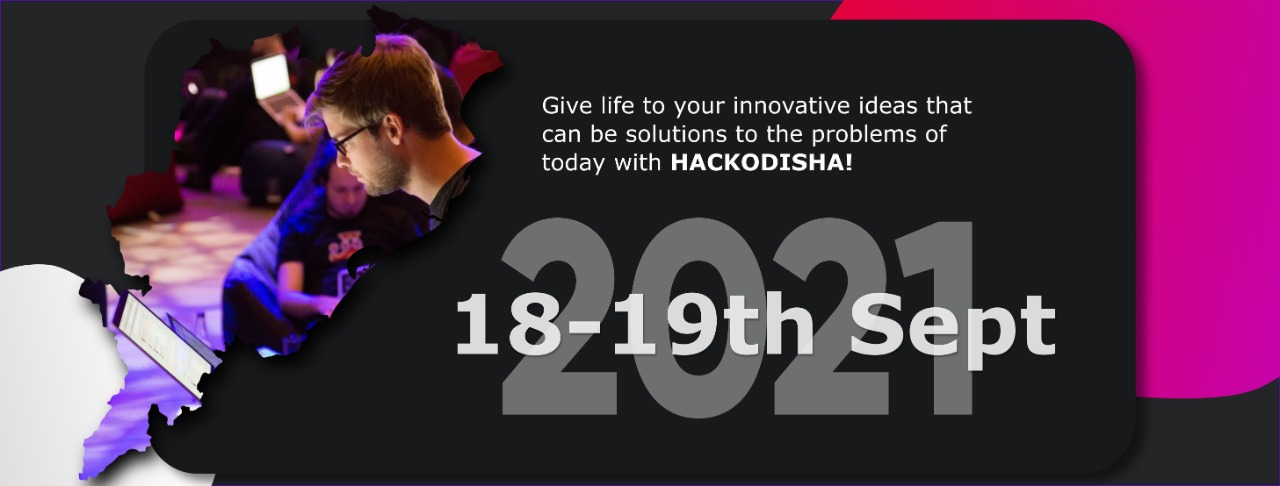 Give life to your innovative ideas that
can be solutions to the problems of
today with HACKODISHA!
2021
18-19th Sept